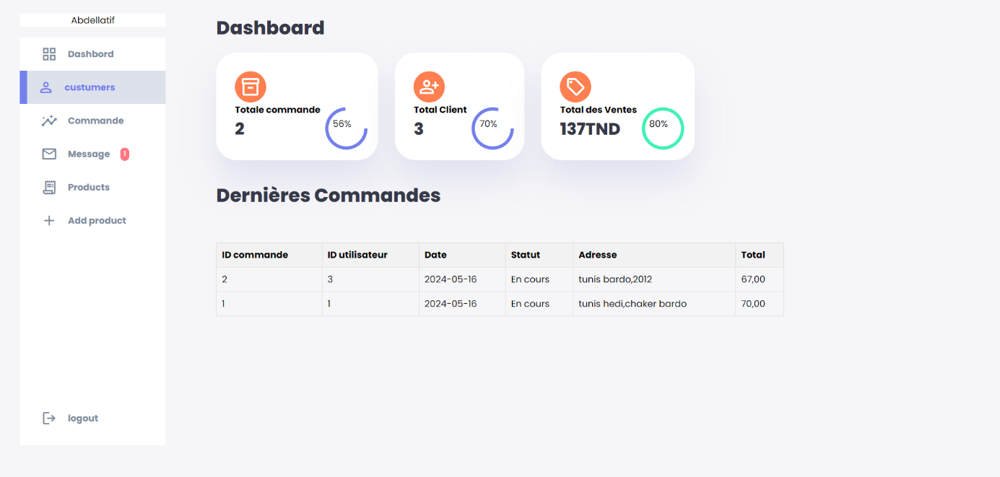 Abdellatif
Dashbord
custumers
Commande
Message 1
Products
Add product
logout
Dashboard
Totale commande
2
56%
Total Client
3
70%
Total des Ventes
137TND
80%
Dernières Commandes
ID commande ID utilisateur Date Statut Adresse Total
2 3 2024-05-16 En cours tunis bardo,2012 67,00
1 1 2024-05-16 En cours tunis hedi,chaker bardo 70,00